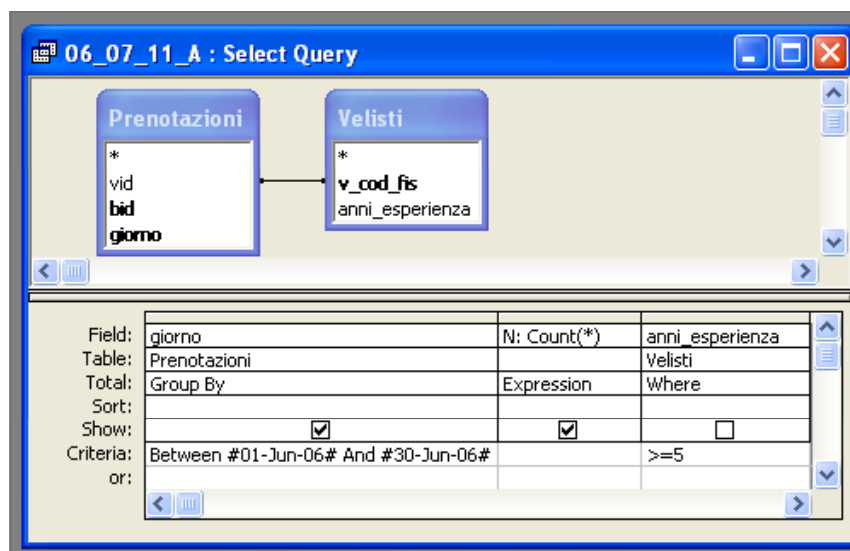 06_07_11_A : Select Query
Prenotazioni
*
vid
bid
giorno
Velisti
*
v_cod_fis
anni_esperienza
Field: giorno N: Count(*) anni_esperienza
Table: Prenotazioni Velisti
Total: Group By Expression Where
Sort:
Show:
Criteria: Between #01-Jun-06# And #30-Jun-06# >=5
or: